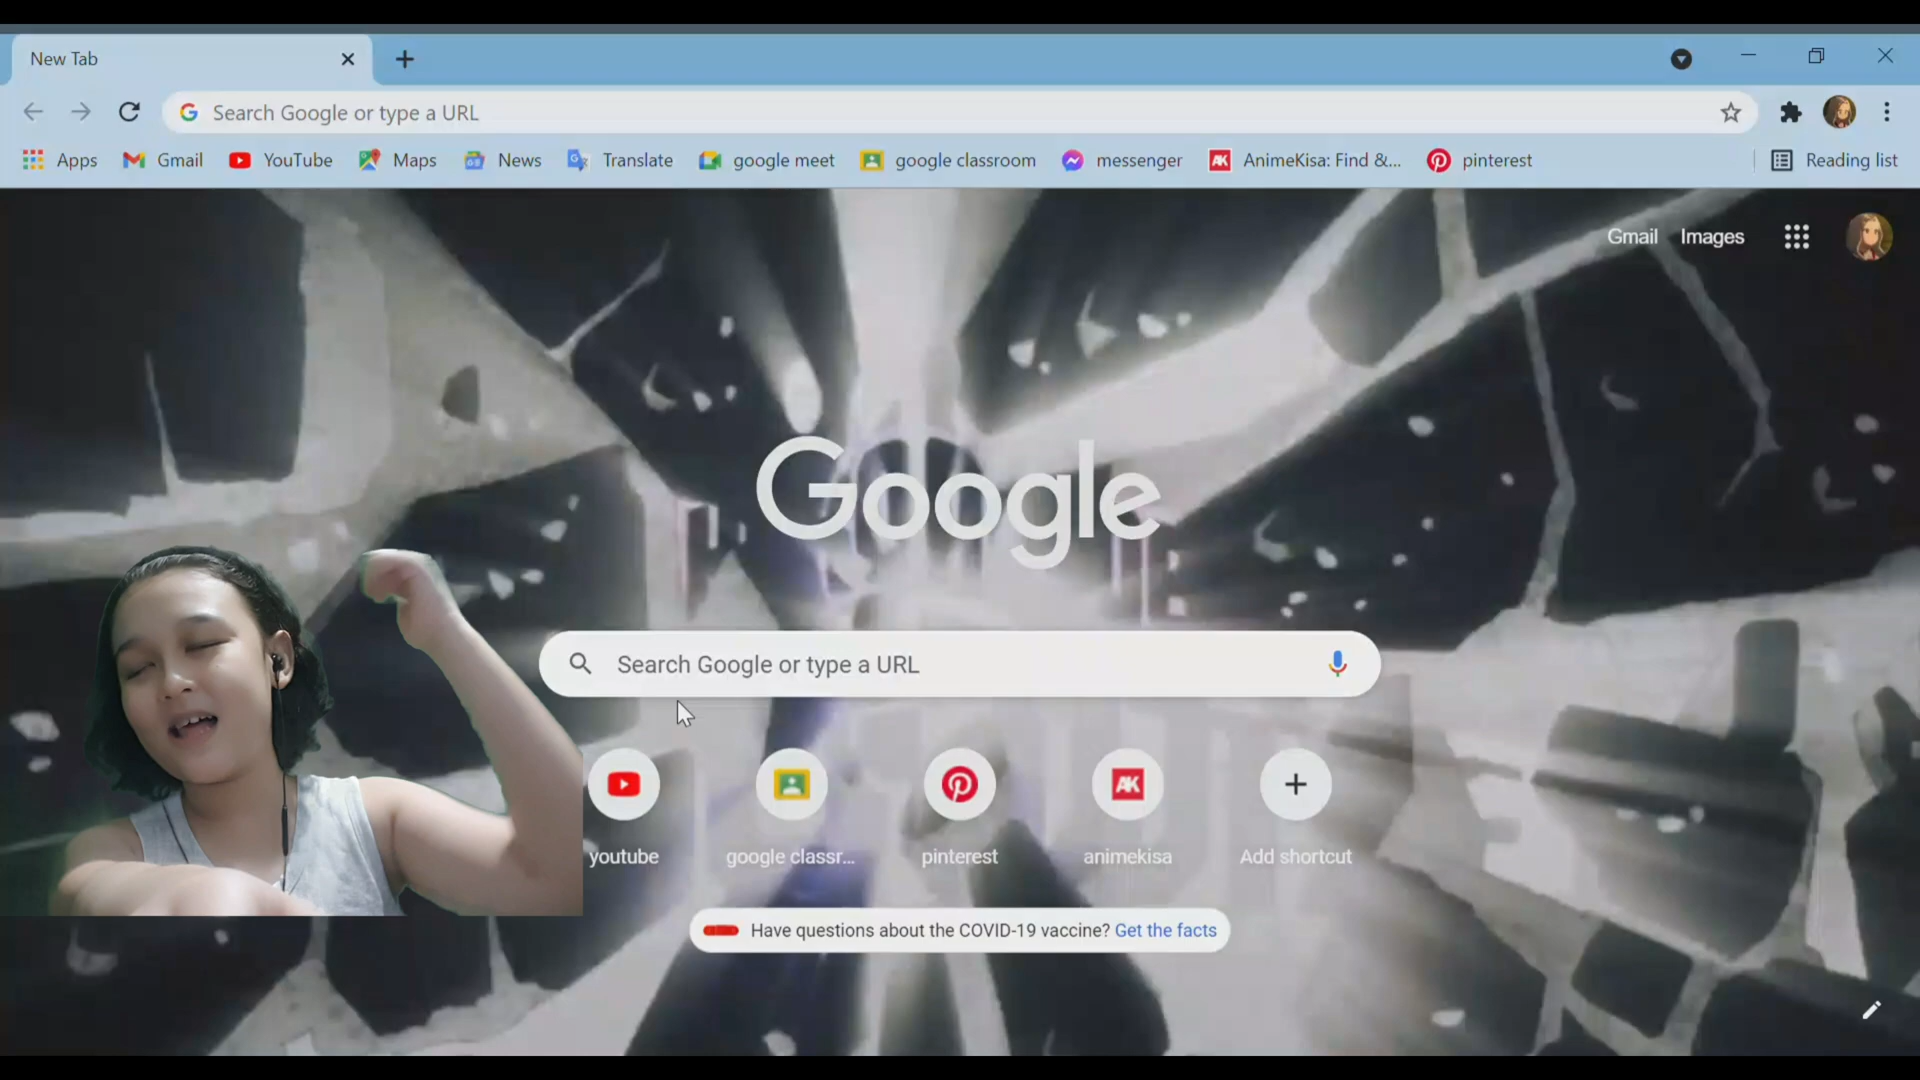 New Tab
Search Google or type a URL
Apps Gmail YouTube Maps News Translate google meet google classroom messenger AnimeKisa: Find &... pinterest Reading list
Gmail Images
Google
Search Google or type a URL
youtube google classr... pinterest animekisa Add shortcut
Have questions about the COVID-19 vaccine? Get the facts